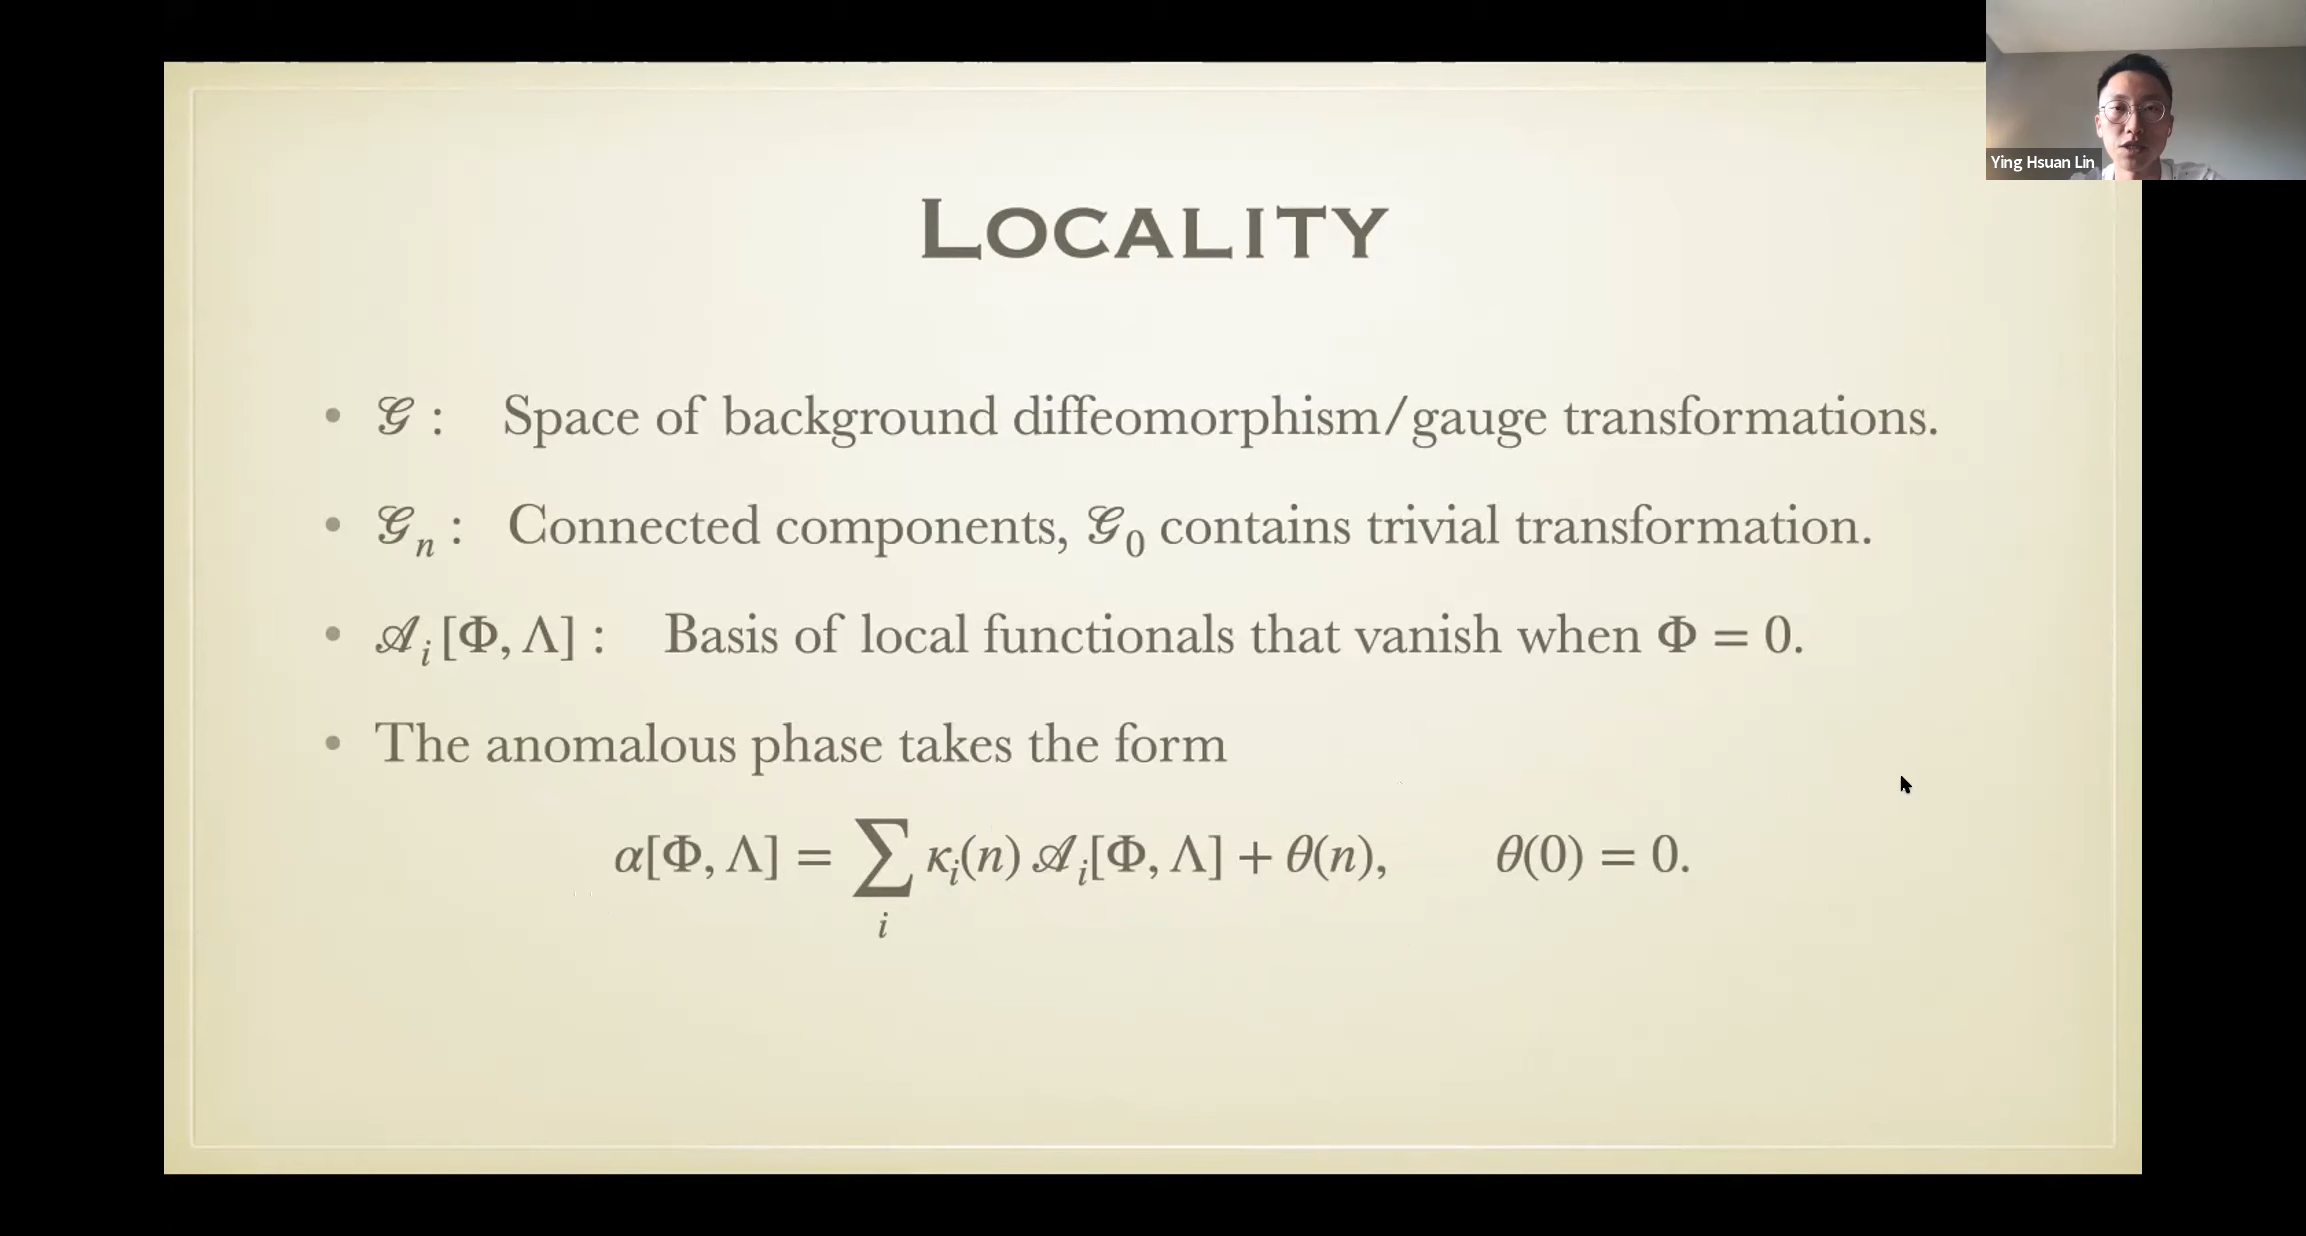 Ying Hsuan Lin
LOCALITY
• 𝒢 : Space of background diffeomorphism/gauge transformations.
• 𝒢ₙ : Connected components, 𝒢₀ contains trivial transformation.
• 𝒜ᵢ[Φ, Λ] : Basis of local functionals that vanish when Φ = 0.
• The anomalous phase takes the form
α[Φ, Λ] = ∑ᵢ κᵢ(n) 𝒜ᵢ[Φ, Λ] + θ(n), θ(0) = 0.